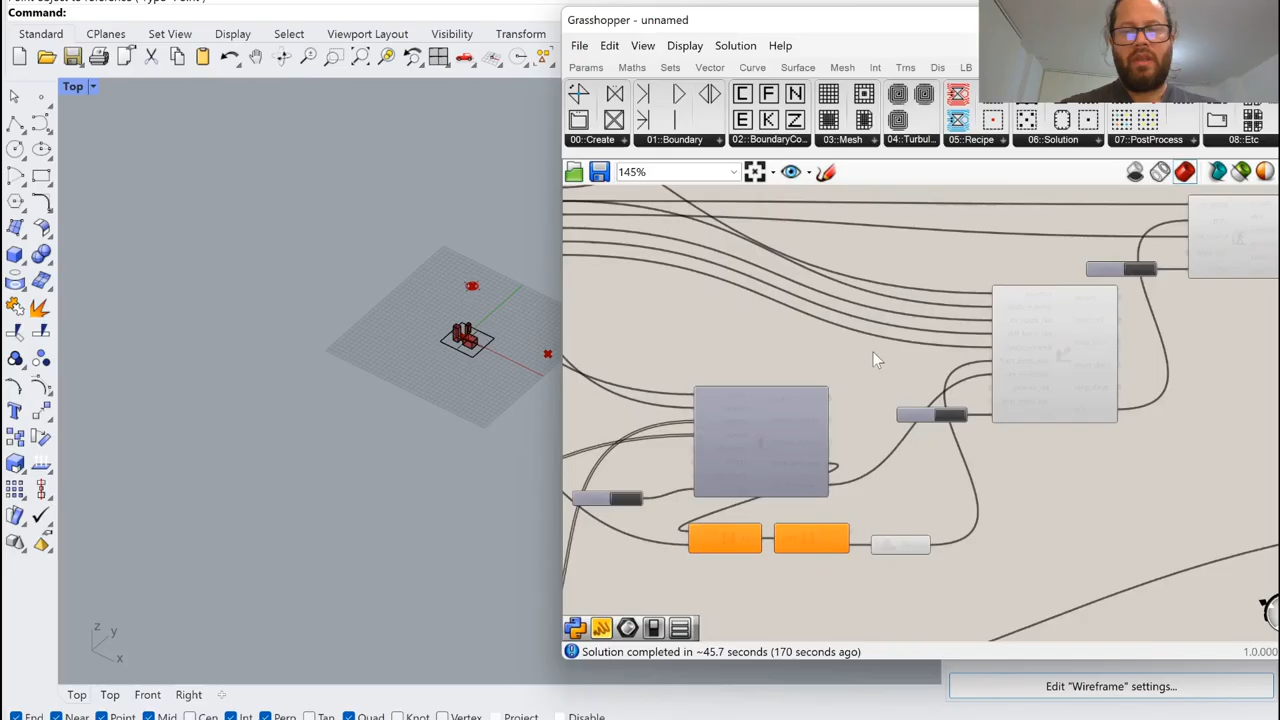 Command:
Standard CPlanes Set View Display Select Viewport Layout Visibility Transform
Top
Grasshopper - unnamed
File Edit View Display Solution Help
Params Maths Sets Vector Curve Surface Mesh Int Trns Dis LB
C F N
E K Z
00::Create 01::Boundary 02::BoundaryCo... 03::Mesh 04::Turbul... 05::Recipe 06::Solution 07::PostProcess 08::Etc
145%
z
y
x
Solution completed in ~45.7 seconds (170 seconds ago)
1.0.000
Edit "Wireframe" settings...
Top Top Front Right
End Near Point Mid Cen Int Perp Tan Quad Knot Vertex Project Disable